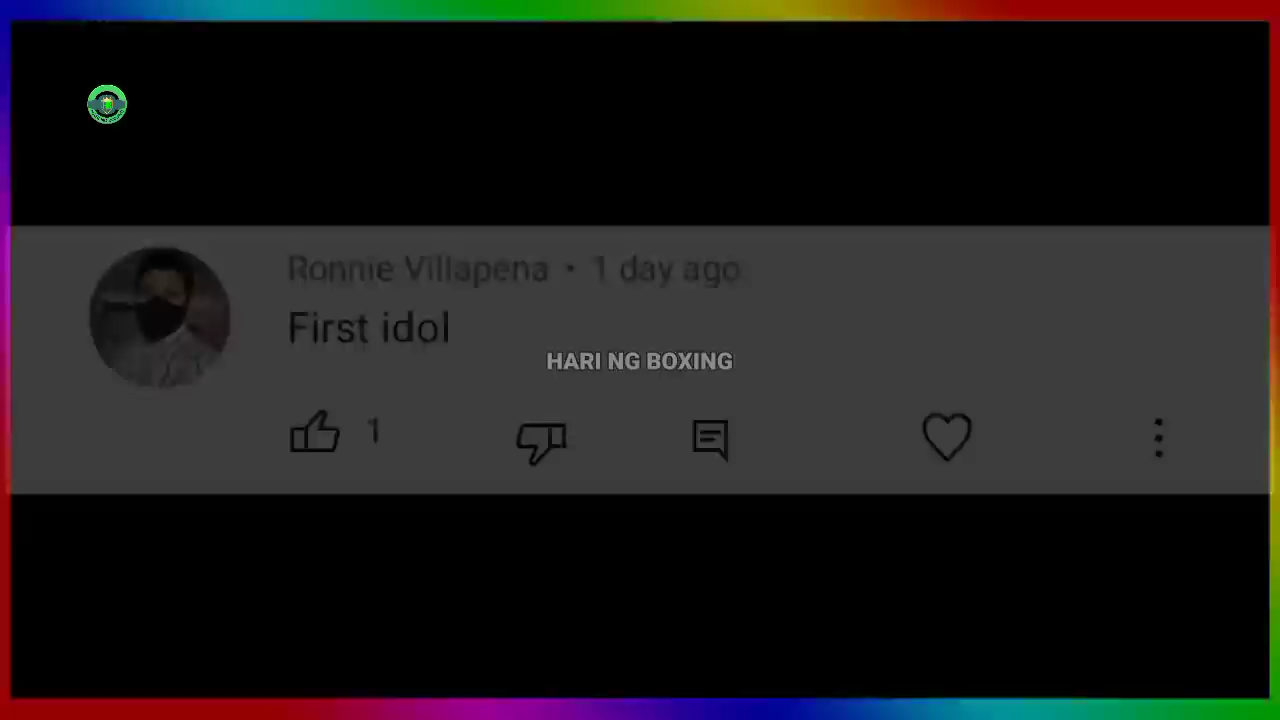 Ronnie Villapena • 1 day ago
First idol
HARI NG BOXING
1